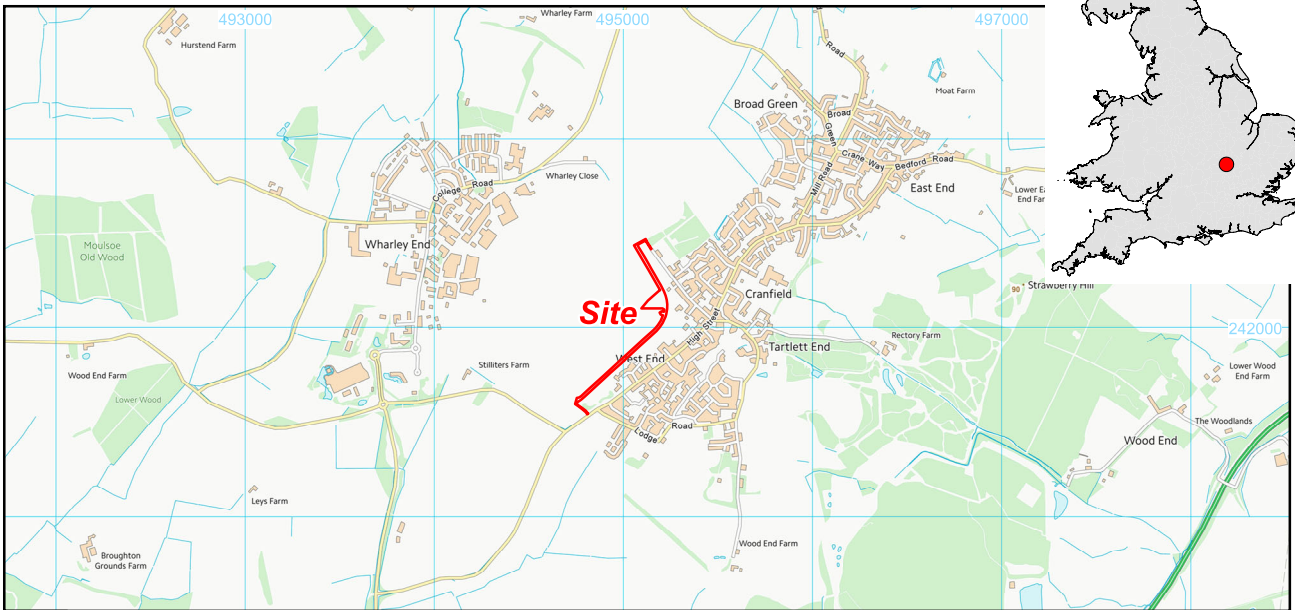 493000
495000
497000
Wharley Farm
Hurstend Farm
Road
Moat Farm
Broad Green
Broad
Green
Crane Way
Bedford Road
Mill Road
East End
Wharley Close
College Road
Wharley End
Moulsoe
Old Wood
Site
Cranfield
High Street
90
Strawberry Hill
242000
West End
Tartlett End
Rectory Farm
Stilliters Farm
Wood End Farm
Lower Wood
Lower Wood
End Farm
The Woodlands
Wood End
Lodge Road
Leys Farm
Wood End Farm
Broughton
Grounds Farm